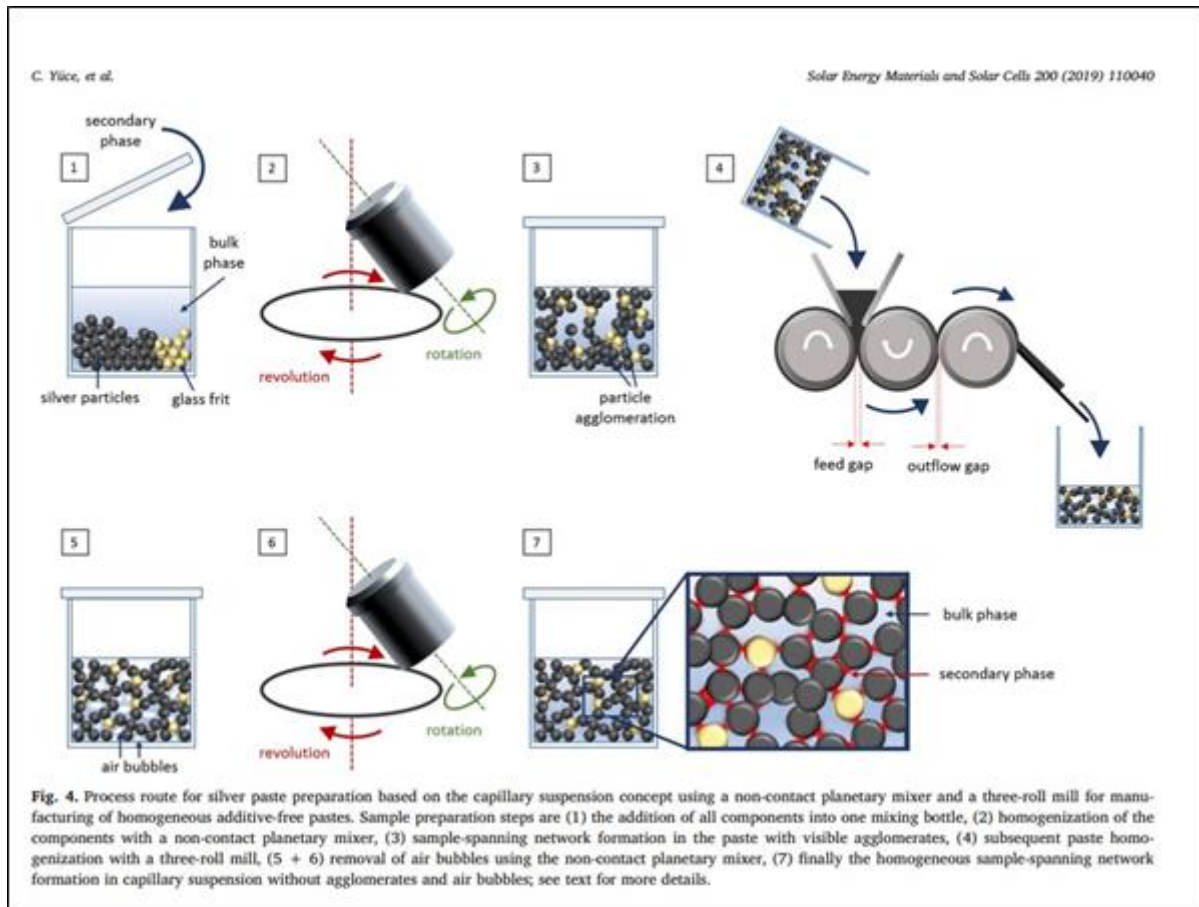 C. Yüce, et al.
Solar Energy Materials and Solar Cells 200 (2019) 110040
secondary
phase
1
bulk
phase
silver particles
glass frit
2
revolution
rotation
3
particle
agglomeration
4
feed gap
outflow gap
5
air bubbles
6
revolution
rotation
7
bulk phase
secondary phase
Fig. 4. Process route for silver paste preparation based on the capillary suspension concept using a non-contact planetary mixer and a three-roll mill for manu-
facturing of homogeneous additive-free pastes. Sample preparation steps are (1) the addition of all components into one mixing bottle, (2) homogenization of the
components with a non-contact planetary mixer, (3) sample-spanning network formation in the paste with visible agglomerates, (4) subsequent paste homo-
genization with a three-roll mill, (5 + 6) removal of air bubbles using the non-contact planetary mixer, (7) finally the homogeneous sample-spanning network
formation in capillary suspension without agglomerates and air bubbles; see text for more details.